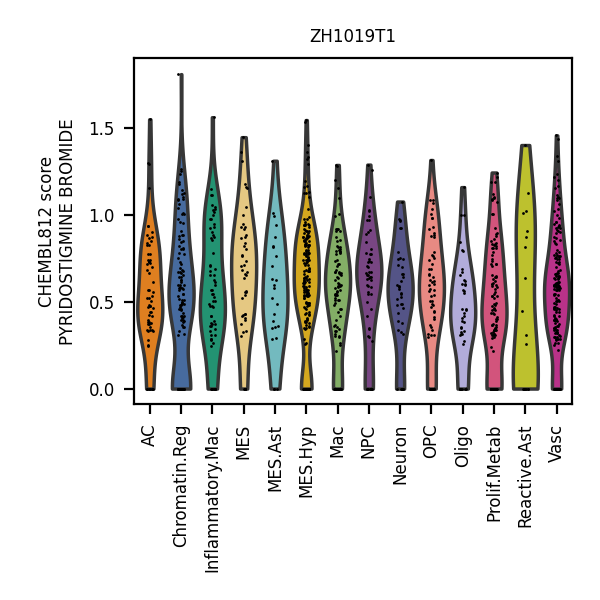 ZH1019T1
CHEMBL812 score
PYRIDOSTIGMINE BROMIDE
1.5
1.0
0.5
0.0
AC
Chromatin.Reg
Inflammatory.Mac
MES
MES.Ast
MES.Hyp
Mac
NPC
Neuron
OPC
Oligo
Prolif.Metab
Reactive.Ast
Vasc